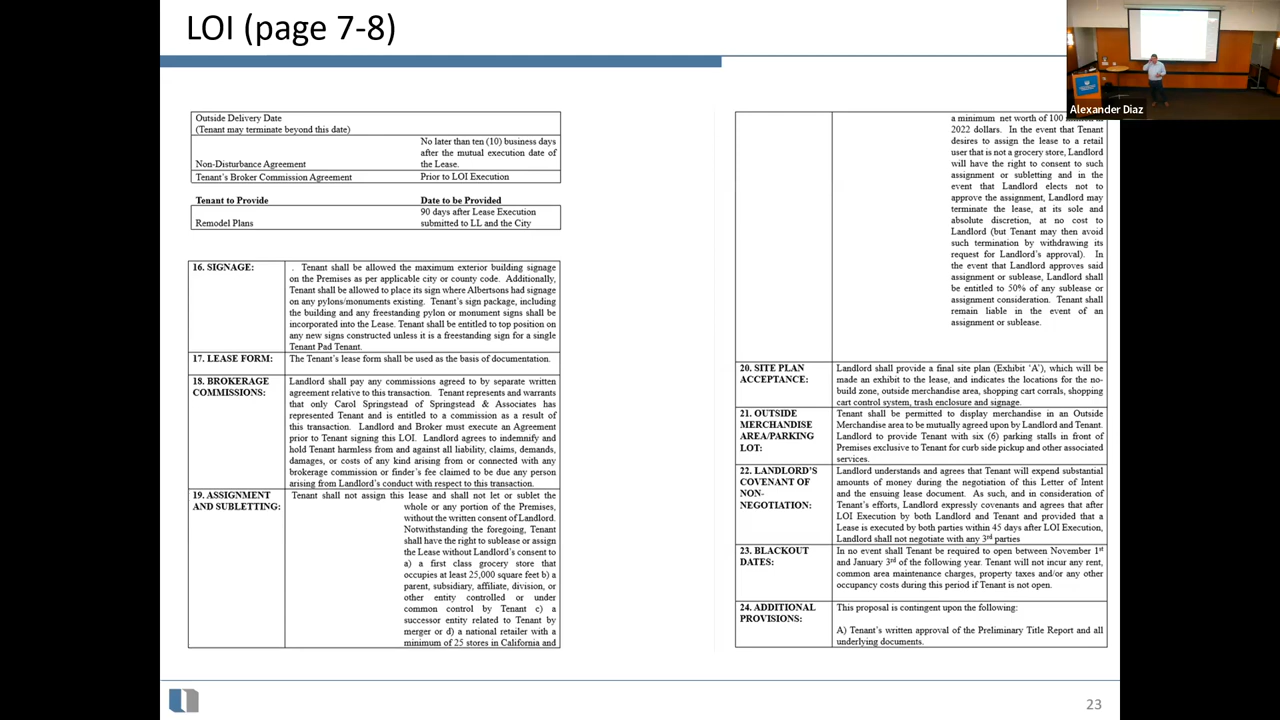 LOI (page 7-8)
Alexander Diaz
Outside Delivery Date
(Tenant may terminate beyond this date)
Non-Disturbance Agreement
No later than ten (10) business days
after the mutual execution date of
the Lease.
Tenant's Broker Commission Agreement
Prior to LOI Execution
Tenant to Provide
Date to be Provided
Remodel Plans
90 days after Lease Execution
submitted to LL and the City
16. SIGNAGE:
. Tenant shall be allowed the maximum exterior building signage
on the Premises as per applicable city or county code. Additionally,
Tenant shall be allowed to place its sign where Albertsons had signage
on any pylons/monuments existing. Tenant's sign package, including
the building and any freestanding pylon or monument signs shall be
incorporated into the Lease. Tenant shall be entitled to top position on
any new signs constructed unless it is a freestanding sign for a single
Tenant Pad Tenant.
17. LEASE FORM:
The Tenant's lease form shall be used as the basis of documentation.
18. BROKERAGE
COMMISSIONS:
Landlord shall pay any commissions agreed to by separate written
agreement relative to this transaction. Tenant represents and warrants
that only Carol Springstead of Springstead & Associates has
represented Tenant and is entitled to a commission as a result of
this transaction. Landlord and Broker must execute an Agreement
prior to Tenant signing this LOI. Landlord agrees to indemnify and
hold Tenant harmless from and against all liability, claims, demands,
damages, or costs of any kind arising from or connected with any
brokerage commission or finder's fee claimed to be due any person
arising from Landlord's conduct with respect to this transaction.
19. ASSIGNMENT
AND SUBLETTING:
Tenant shall not assign this lease and shall not let or sublet the
whole or any portion of the Premises,
without the written consent of Landlord.
Notwithstanding the foregoing, Tenant
shall have the right to sublease or assign
the Lease without Landlord's consent to
a) a first class grocery store that
occupies at least 25,000 square feet b) a
parent, subsidiary, affiliate, division, or
other entity controlled or under
common control by Tenant c) a
successor entity related to Tenant by
merger or d) a national retailer with a
minimum of 25 stores in California and
a minimum net worth of 100 in
2022 dollars. In the event that Tenant
desires to assign the lease to a retail
user that is not a grocery store, Landlord
will have the right to consent to such
assignment or subletting and in the
event that Landlord elects not to
approve the assignment, Landlord may
terminate the lease, at its sole and
absolute discretion, at no cost to
Landlord (but Tenant may then avoid
such termination by withdrawing its
request for Landlord's approval). In
the event that Landlord approves said
assignment or sublease, Landlord shall
be entitled to 50% of any sublease or
assignment consideration. Tenant shall
remain liable in the event of an
assignment or sublease.
20. SITE PLAN
ACCEPTANCE:
Landlord shall provide a final site plan (Exhibit 'A'), which will be
made an exhibit to the lease, and indicates the locations for the no-
build zone, outside merchandise area, shopping cart corrals, shopping
cart control system, trash enclosure and signage.
21. OUTSIDE
MERCHANDISE
AREA/PARKING
LOT:
Tenant shall be permitted to display merchandise in an Outside
Merchandise area to be mutually agreed upon by Landlord and Tenant.
Landlord to provide Tenant with six (6) parking stalls in front of
Premises exclusive to Tenant for curb side pickup and other associated
services.
22. LANDLORD'S
COVENANT OF
NON-
NEGOTIATION:
Landlord understands and agrees that Tenant will expend substantial
amounts of money during the negotiation of this Letter of Intent
and the ensuing lease document. As such, and in consideration of
Tenant's efforts, Landlord expressly covenants and agrees that after
LOI Execution by both Landlord and Tenant and provided that a
Lease is executed by both parties within 45 days after LOI Execution,
Landlord shall not negotiate with any 3rd parties
23. BLACKOUT
DATES:
In no event shall Tenant be required to open between November 1st
and January 3rd of the following year. Tenant will not incur any rent,
common area maintenance charges, property taxes and/or any other
occupancy costs during this period if Tenant is not open.
24. ADDITIONAL
PROVISIONS:
This proposal is contingent upon the following:
A) Tenant's written approval of the Preliminary Title Report and all
underlying documents.
23